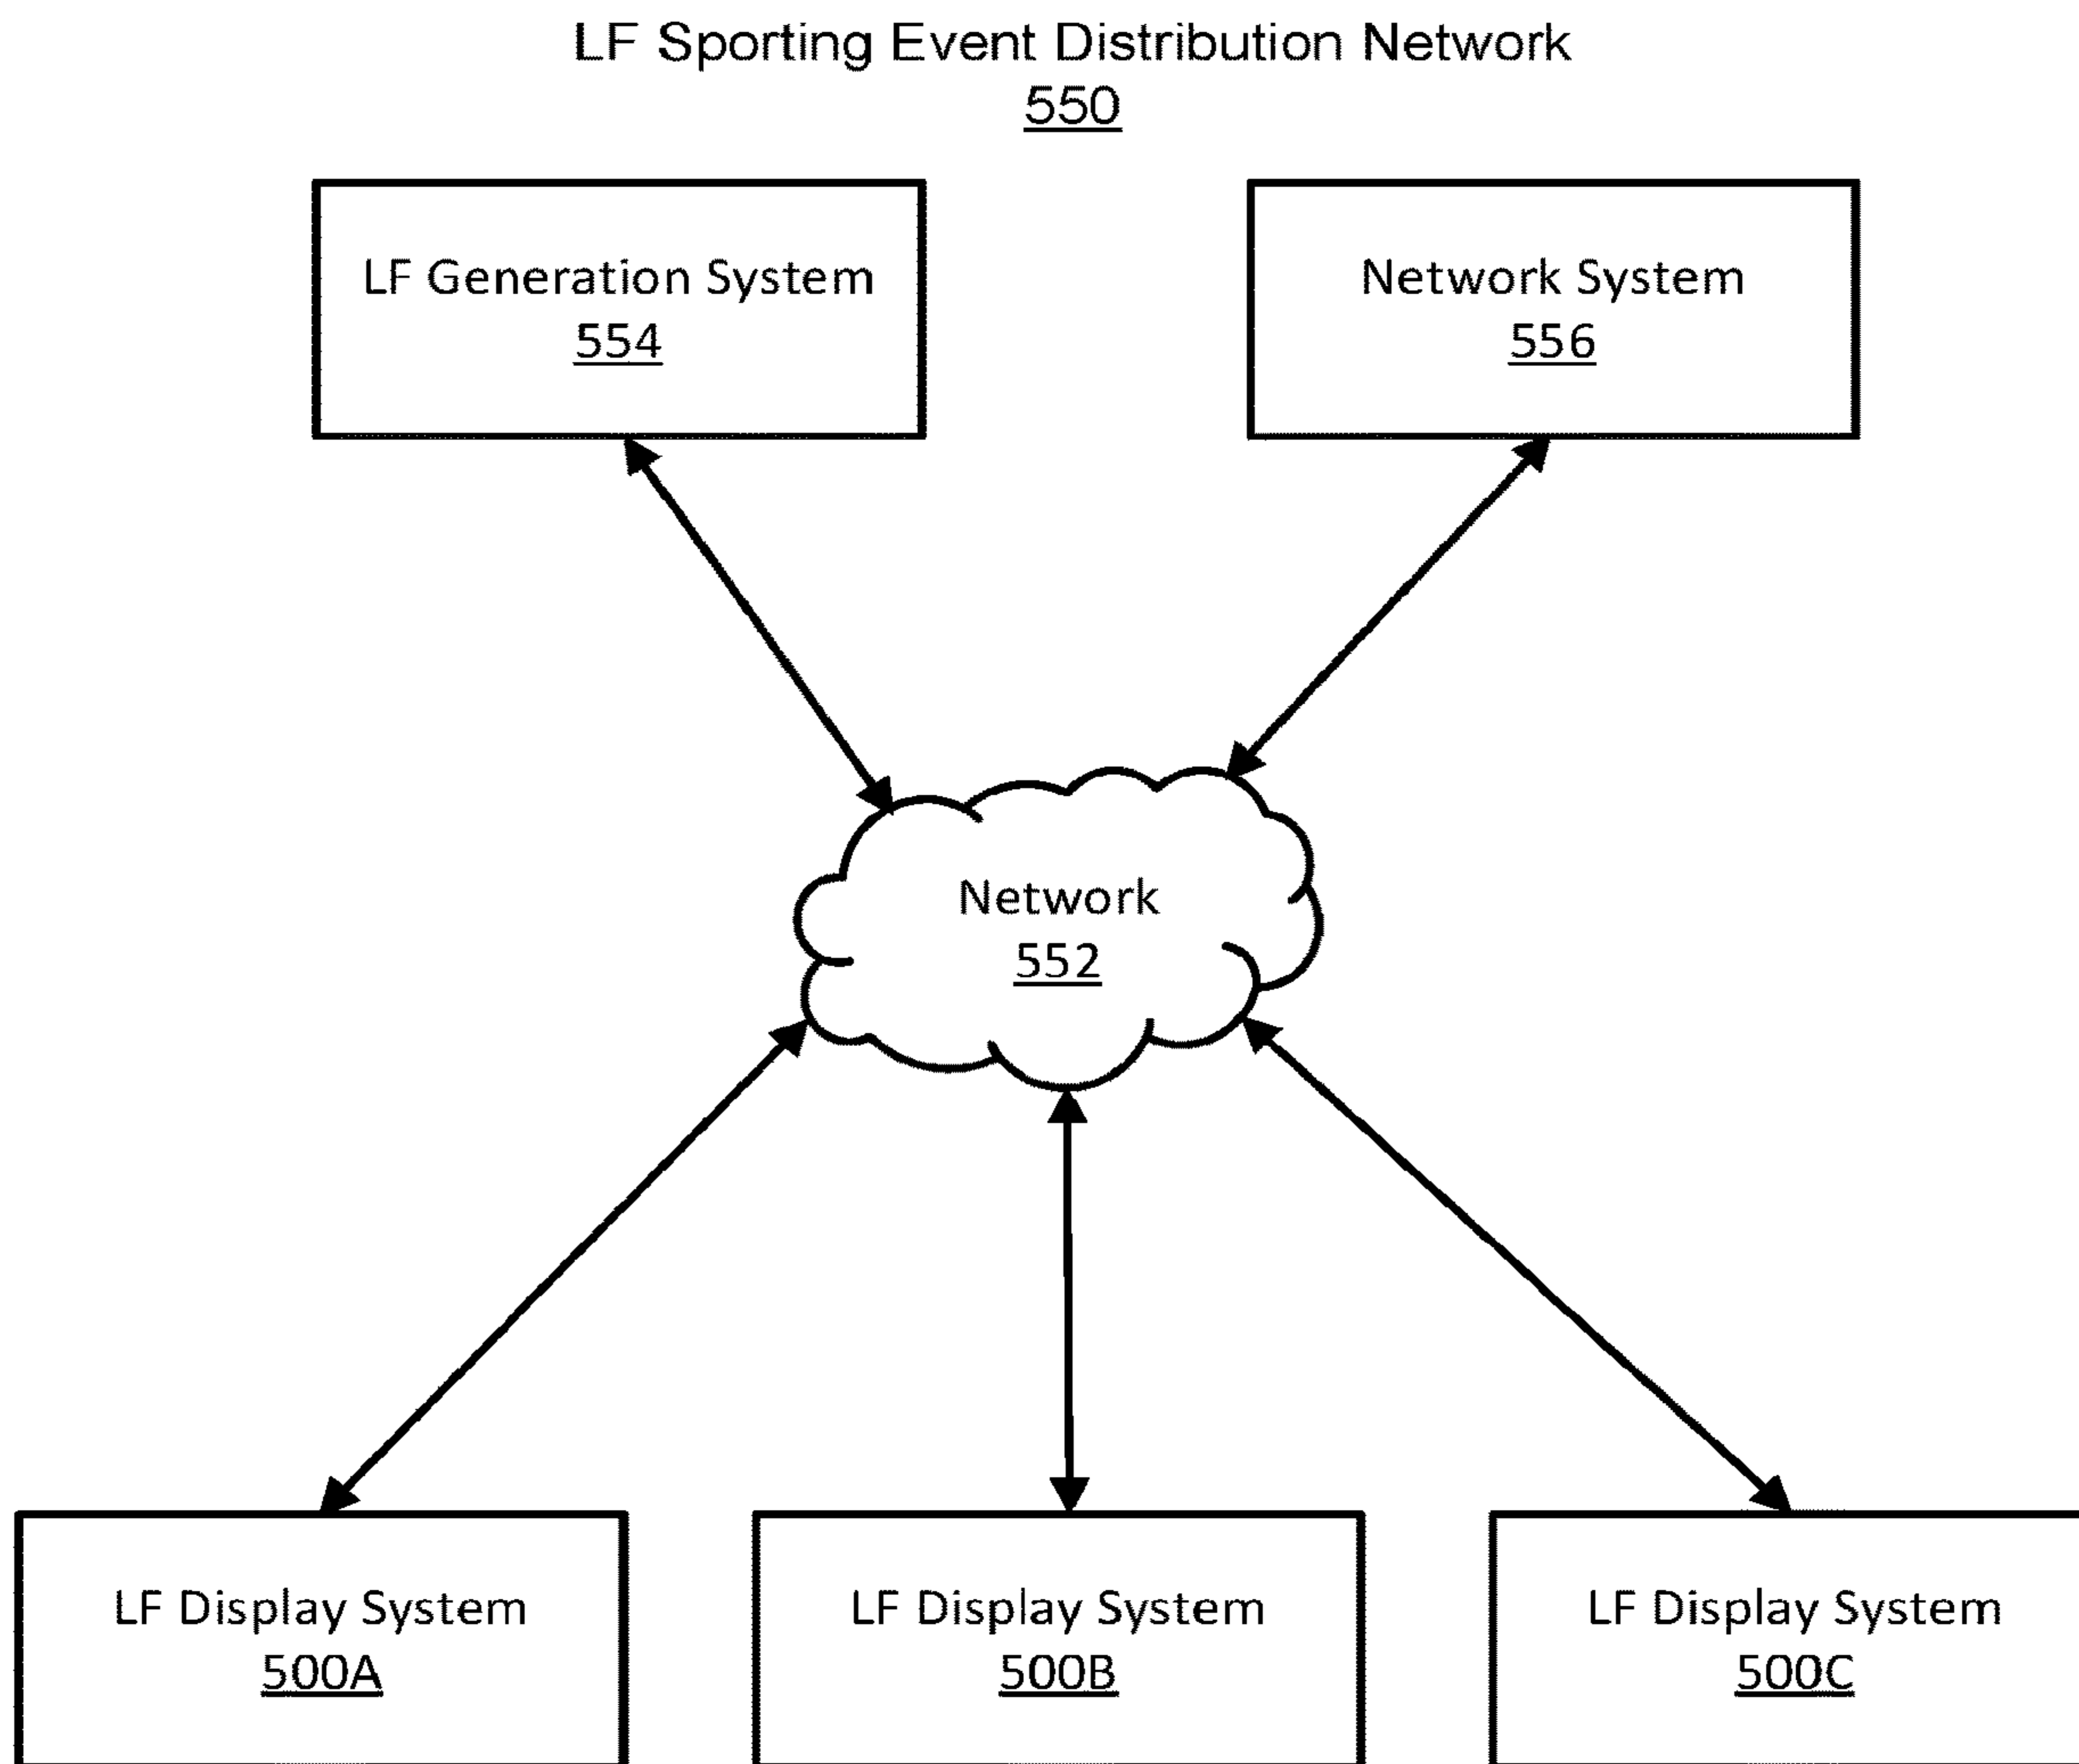 LF Sporting Event Distribution Network
550
LF Generation System
554
Network System
556
Network
552
LF Display System
500A
LF Display System
500B
LF Display System
500C